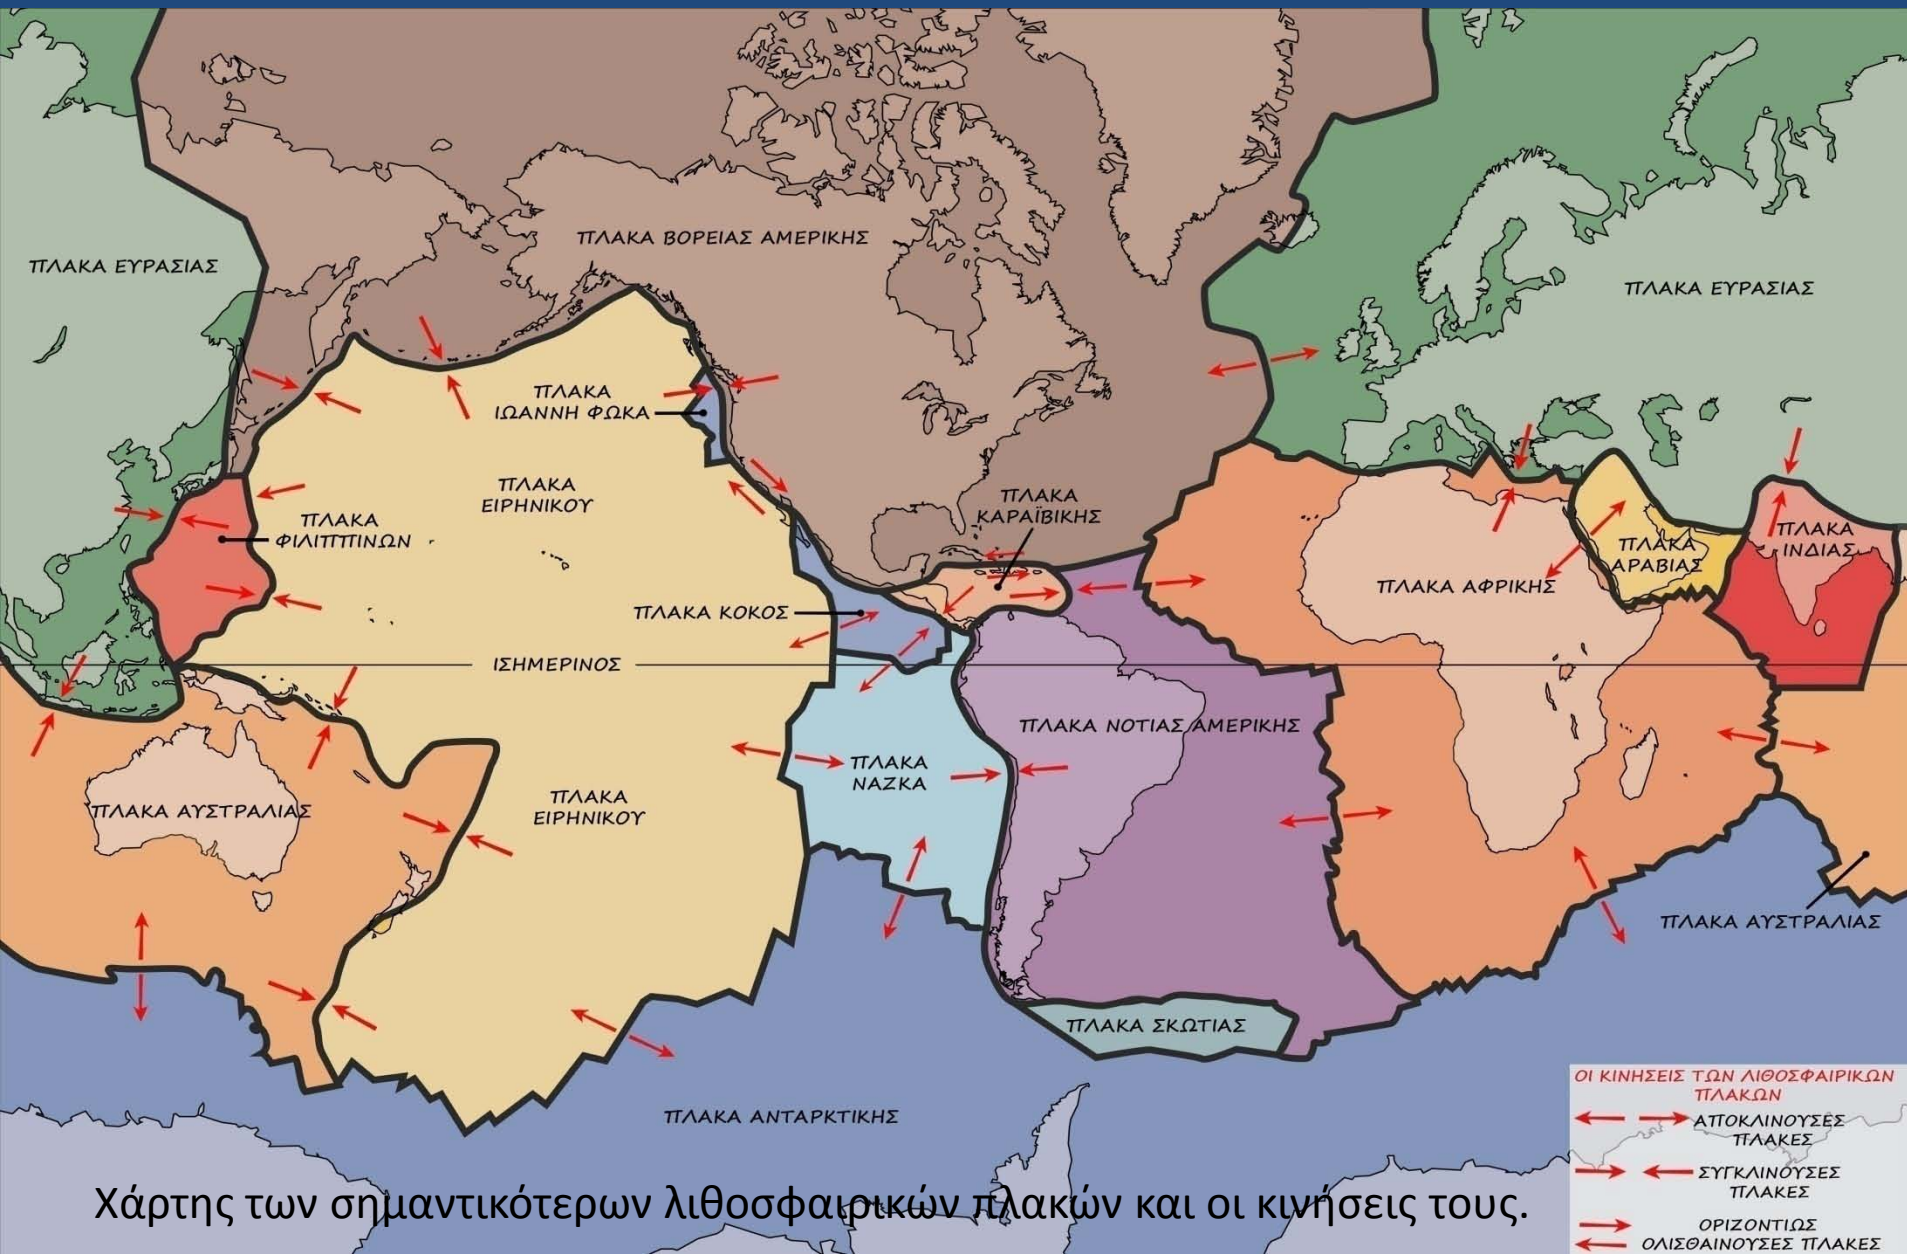 ΠΛΑΚΑ ΒΟΡΕΙΑΣ ΑΜΕΡΙΚΗΣ
ΠΛΑΚΑ ΕΥΡΑΣΙΑΣ
ΠΛΑΚΑ ΕΥΡΑΣΙΑΣ
ΠΛΑΚΑ
ΙΩΑΝΝΗ ΦΩΚΑ
ΠΛΑΚΑ
ΕΙΡΗΝΙΚΟΥ
ΠΛΑΚΑ
ΚΑΡΑΪΒΙΚΗΣ
ΠΛΑΚΑ
ΦΙΛΙΠΠΙΝΩΝ
ΠΛΑΚΑ
ΑΡΑΒΙΑΣ
ΠΛΑΚΑ
ΙΝΔΙΑΣ
ΠΛΑΚΑ ΑΦΡΙΚΗΣ
ΠΛΑΚΑ ΚΟΚΟΣ
ΙΣΗΜΕΡΙΝΟΣ
ΠΛΑΚΑ ΝΟΤΙΑΣ ΑΜΕΡΙΚΗΣ
ΠΛΑΚΑ
ΝΑΖΚΑ
ΠΛΑΚΑ ΑΥΣΤΡΑΛΙΑΣ
ΠΛΑΚΑ
ΕΙΡΗΝΙΚΟΥ
ΠΛΑΚΑ ΑΥΣΤΡΑΛΙΑΣ
ΠΛΑΚΑ ΣΚΩΤΙΑΣ
ΠΛΑΚΑ ΑΝΤΑΡΚΤΙΚΗΣ
ΟΙ ΚΙΝΗΣΕΙΣ ΤΩΝ ΛΙΘΟΣΦΑΙΡΙΚΩΝ
ΠΛΑΚΩΝ
ΑΠΟΚΛΙΝΟΥΣΕΣ
ΠΛΑΚΕΣ
ΣΥΓΚΛΙΝΟΥΣΕΣ
ΠΛΑΚΕΣ
ΟΡΙΖΟΝΤΙΩΣ
ΟΛΙΣΘΑΙΝΟΥΣΕΣ ΠΛΑΚΕΣ
Χάρτης των σημαντικότερων λιθοσφαιρικών πλακών και οι κινήσεις τους.